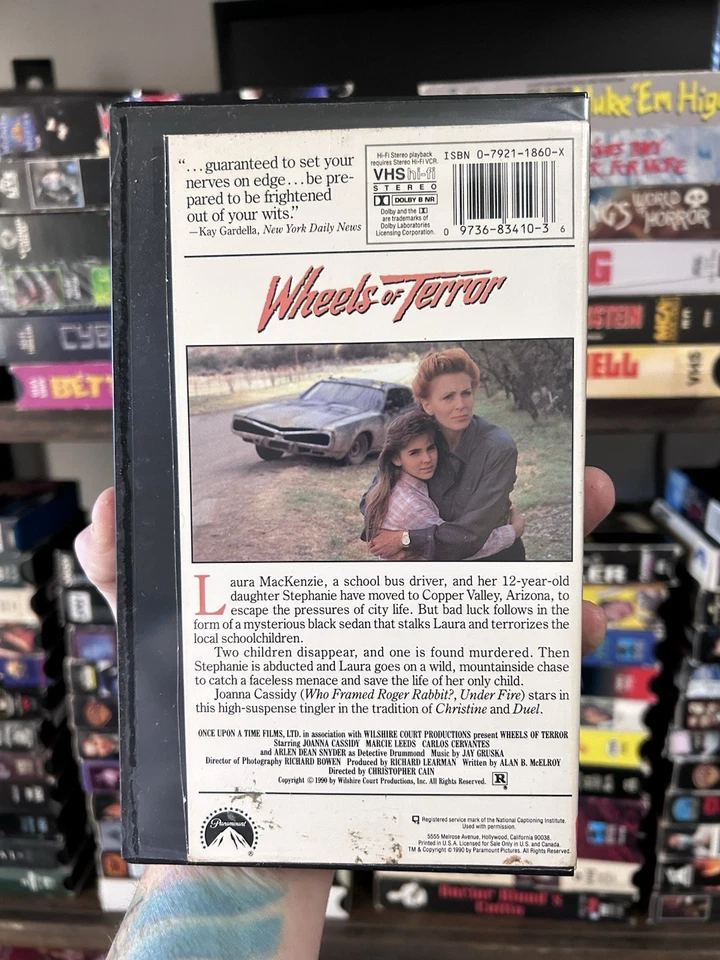 "...guaranteed to set your
nerves on edge...be pre-
pared to be frightened
out of your wits."
—Kay Gardella, New York Daily News
Hi-Fi Stereo playback
requires Stereo Hi-Fi VCR.
VHS hi-fi
STEREO
DOLBY B NR
Dolby and the
are trademarks of
Dolby Laboratories
Licensing Corporation.
ISBN 0-7921-1860-X
0 9736-83410-3 6
Wheels of Terror
Laura MacKenzie, a school bus driver, and her 12-year-old
daughter Stephanie have moved to Copper Valley, Arizona, to
escape the pressures of city life. But bad luck follows in the
form of a mysterious black sedan that stalks Laura and terrorizes the
local schoolchildren.
Two children disappear, and one is found murdered. Then
Stephanie is abducted and Laura goes on a wild, mountainside chase
to catch a faceless menace and save the life of her only child.
Joanna Cassidy (Who Framed Roger Rabbit?, Under Fire) stars in
this high-suspense tingler in the tradition of Christine and Duel.
ONCE UPON A TIME FILMS, LTD. in association with WILSHIRE COURT PRODUCTIONS present WHEELS OF TERROR
Starring JOANNA CASSIDY MARCIE LEEDS CARLOS CERVANTES
and ARLEN DEAN SNYDER as Detective Drummond Music by JAY GRUSKA
Director of Photography RICHARD BOWEN Produced by RICHARD LEARMAN Written by ALAN B. McELROY
Directed by CHRISTOPHER CAIN
Copyright © 1990 by Wilshire Court Productions, Inc. All Rights Reserved. R
Paramount
®
Registered service mark of the National Captioning Institute.
Used with permission.
5555 Melrose Avenue, Hollywood, California 90038.
Printed in U.S.A. Licensed for Sale Only in U.S. and Canada.
TM & Copyright © 1990 by Paramount Pictures. All Rights Reserved.
uke 'Em Hig
WORLD
HORROR
VHS
BET